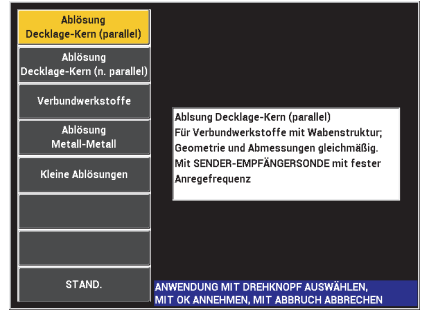 Ablösung
Decklage-Kern (parallel)
Ablösung
Decklage-Kern (n. parallel)
Verbundwerkstoffe
Ablösung
Metall-Metall
Kleine Ablösungen
STAND.
Ablsung Decklage-Kern (parallel)
Für Verbundwerkstoffe mit Wabenstruktur;
Geometrie und Abmessungen gleichmäßig.
Mit SENDER-EMPFÄNGERSONDE mit fester
Anregefrequenz
ANWENDUNG MIT DREHKNOPF AUSWÄHLEN,
MIT OK ANNEHMEN, MIT ABBRUCH ABBRECHEN